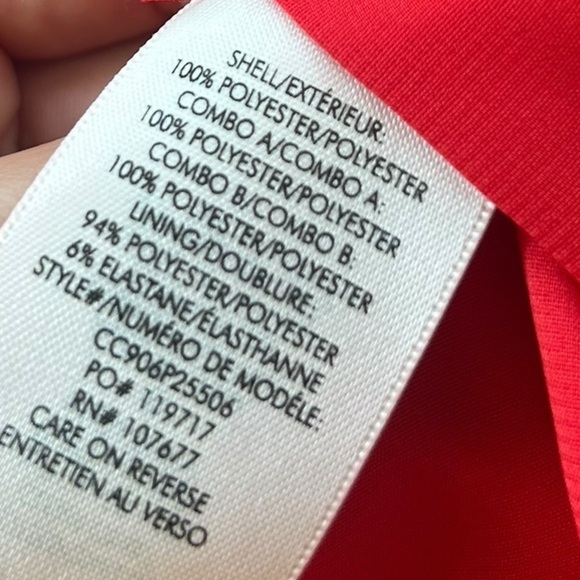 SHELL/EXTÉRIEUR:
100% POLYESTER/POLYESTER
COMBO A/COMBO A:
100% POLYESTER/POLYESTER
COMBO B/COMBO B:
100% POLYESTER/POLYESTER
LINING/DOUBLURE:
94% POLYESTER/POLYESTER
6% ELASTANE/ÉLASTHANNE
STYLE#/NUMÉRO DE MODÉLE:
CC906P25506
PO# 119717
RN# 107677
CARE ON REVERSE
ENTRETIEN AU VERSO